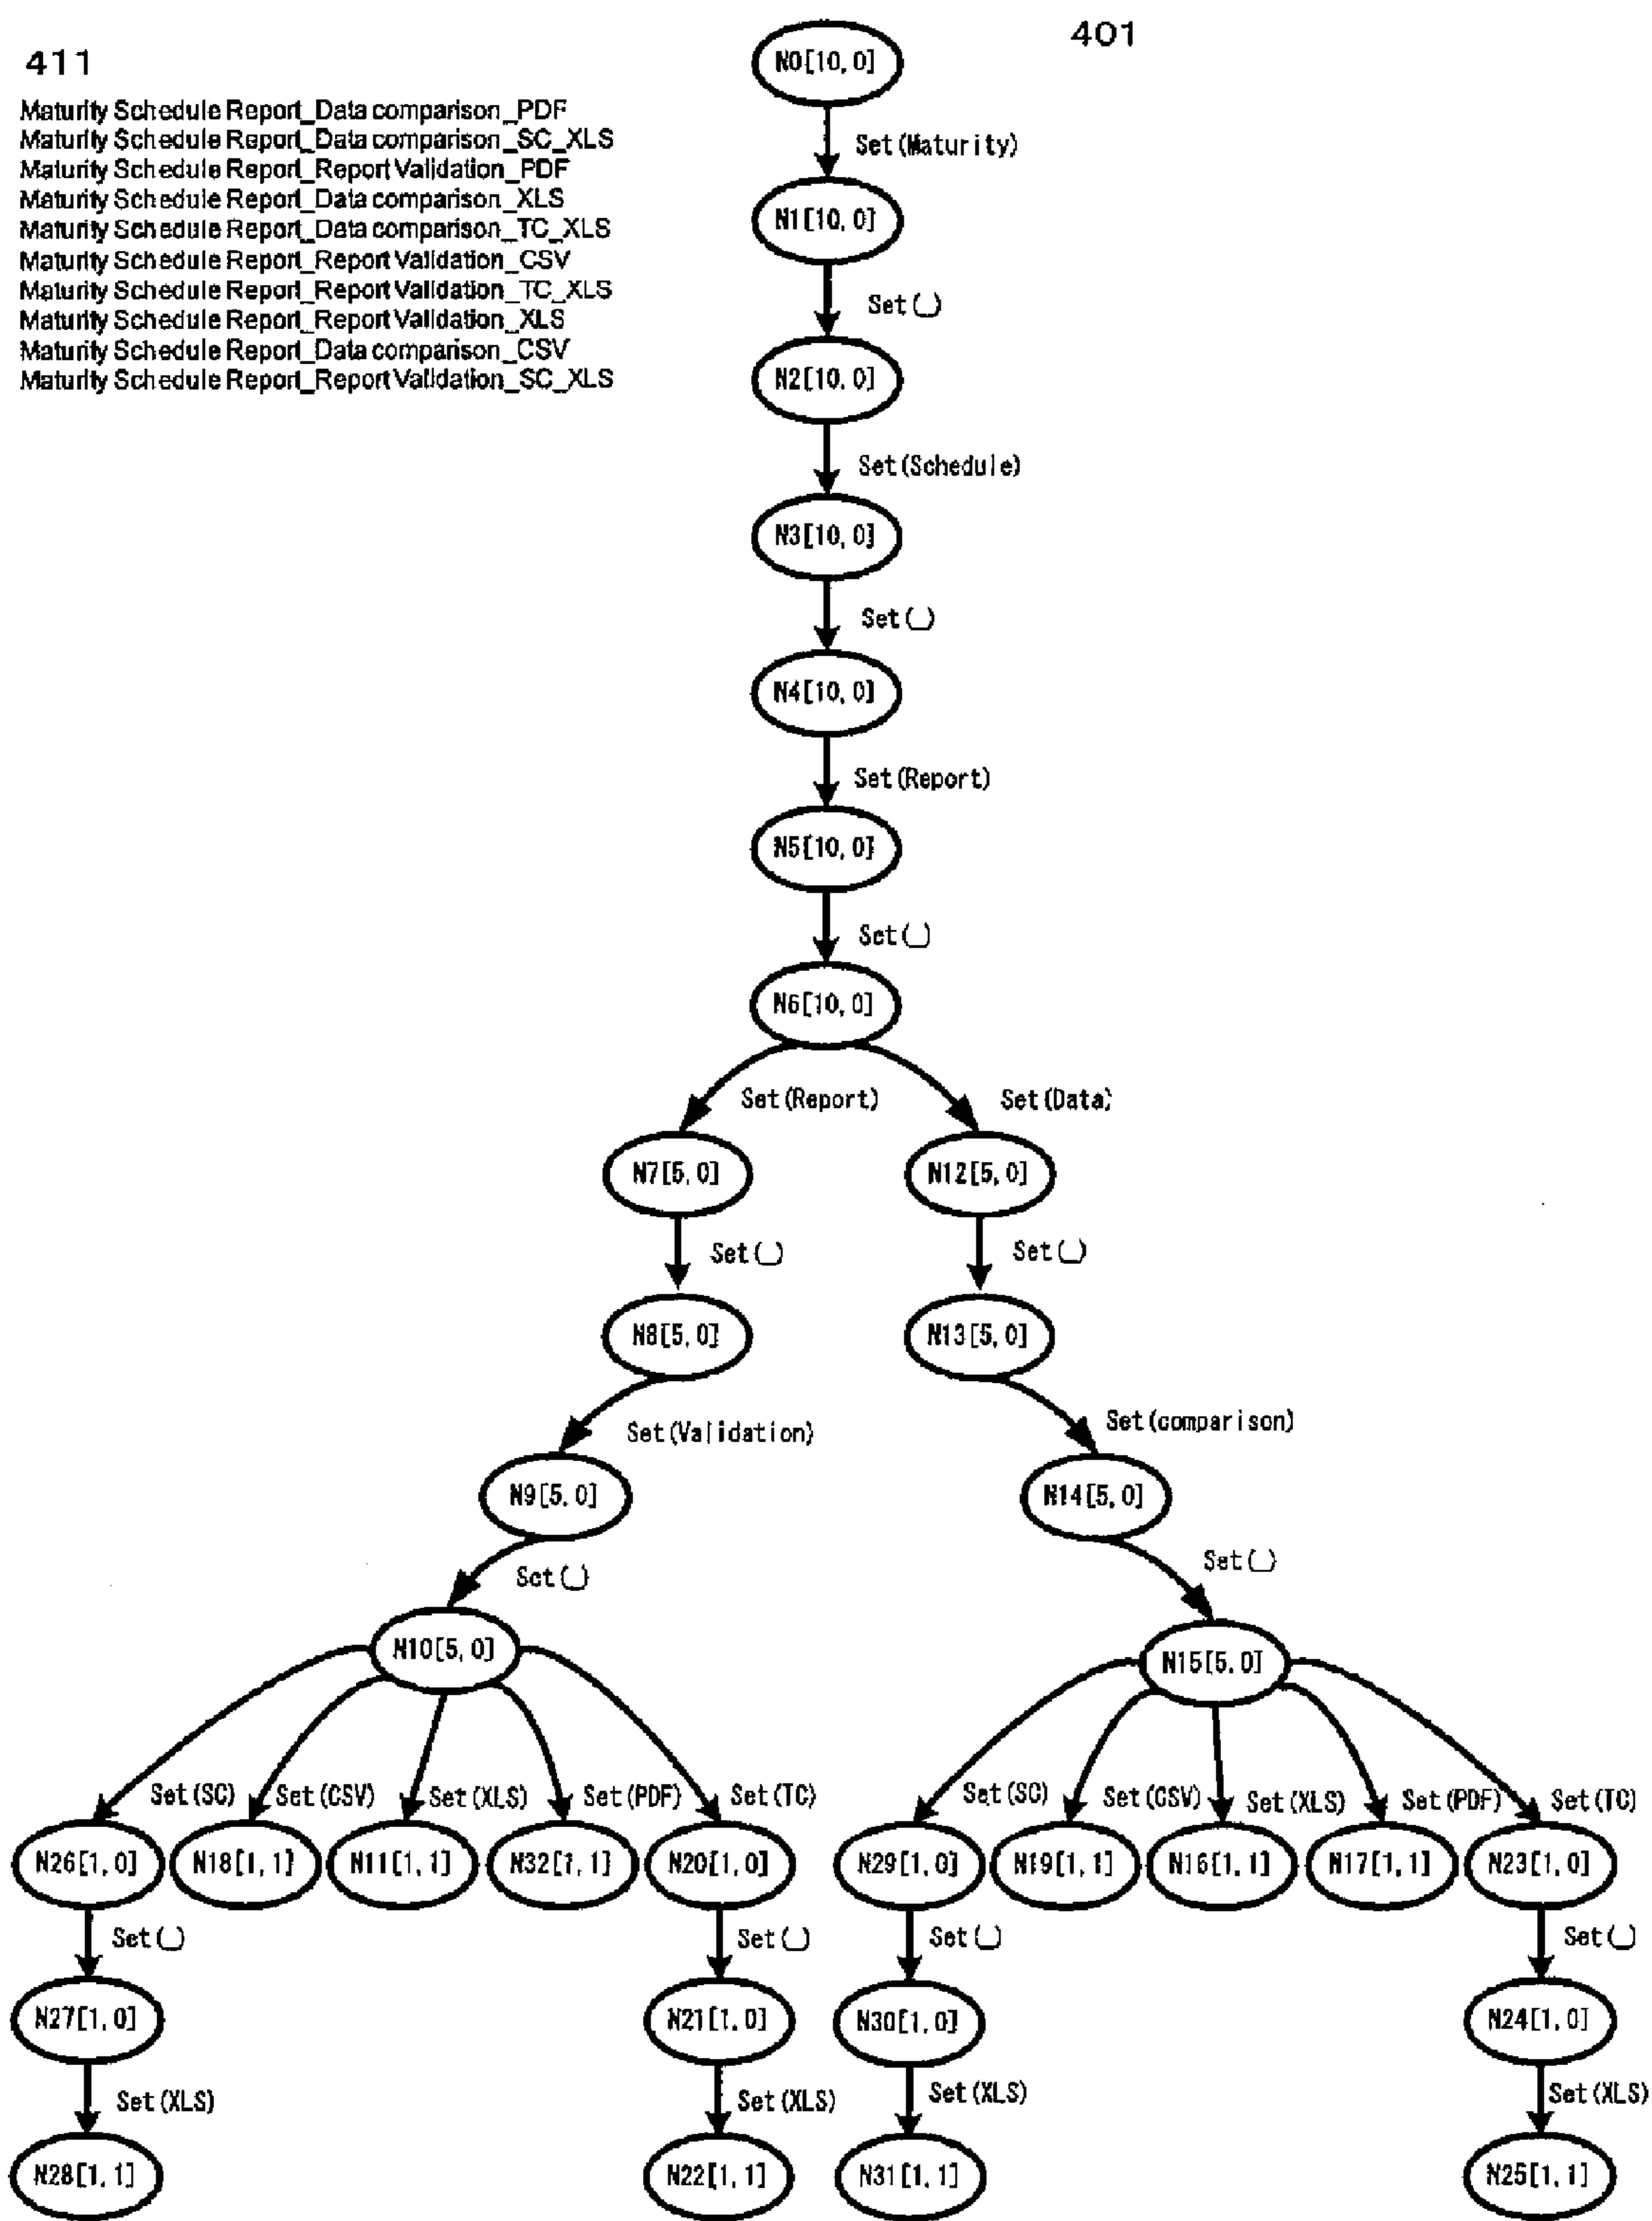 401
411
Maturity Schedule Report_Data comparison_PDF
Maturity Schedule Report_Data comparison_SC_XLS
Maturity Schedule Report_Report Validation_PDF
Maturity Schedule Report_Data comparison_XLS
Maturity Schedule Report_Data comparison_TC_XLS
Maturity Schedule Report_Report Validation_CSV
Maturity Schedule Report_Report Validation_TC_XLS
Maturity Schedule Report_Report Validation_XLS
Maturity Schedule Report_Data comparison_CSV
Maturity Schedule Report_Report Validation_SC_XLS
N0[10, 0]
Set(Maturity)
N1[10, 0]
Set(_)
N2[10, 0]
Set(Schedule)
N3[10, 0]
Set(_)
N4[10, 0]
Set(Report)
N5[10, 0]
Set(_)
N6[10, 0]
Set(Report) Set(Data)
N7[5, 0] N12[5, 0]
Set(_) Set(_)
N8[5, 0] N13[5, 0]
Set(Validation) Set(comparison)
N9[5, 0] N14[5, 0]
Set(_) Set(_)
N10[5, 0] N15[5, 0]
Set(SC) Set(CSV) Set(XLS) Set(PDF) Set(TC) Set(SC) Set(CSV) Set(XLS) Set(PDF) Set(TC)
N26[1, 0] N18[1, 1] N11[1, 1] N32[1, 1] N20[1, 0] N29[1, 0] N19[1, 1] N16[1, 1] N17[1, 1] N23[1, 0]
Set(_) Set(_) Set(_) Set(_)
N27[1, 0] N21[1, 0] N30[1, 0] N24[1, 0]
Set(XLS) Set(XLS) Set(XLS) Set(XLS)
N28[1, 1] N22[1, 1] N31[1, 1] N25[1, 1]